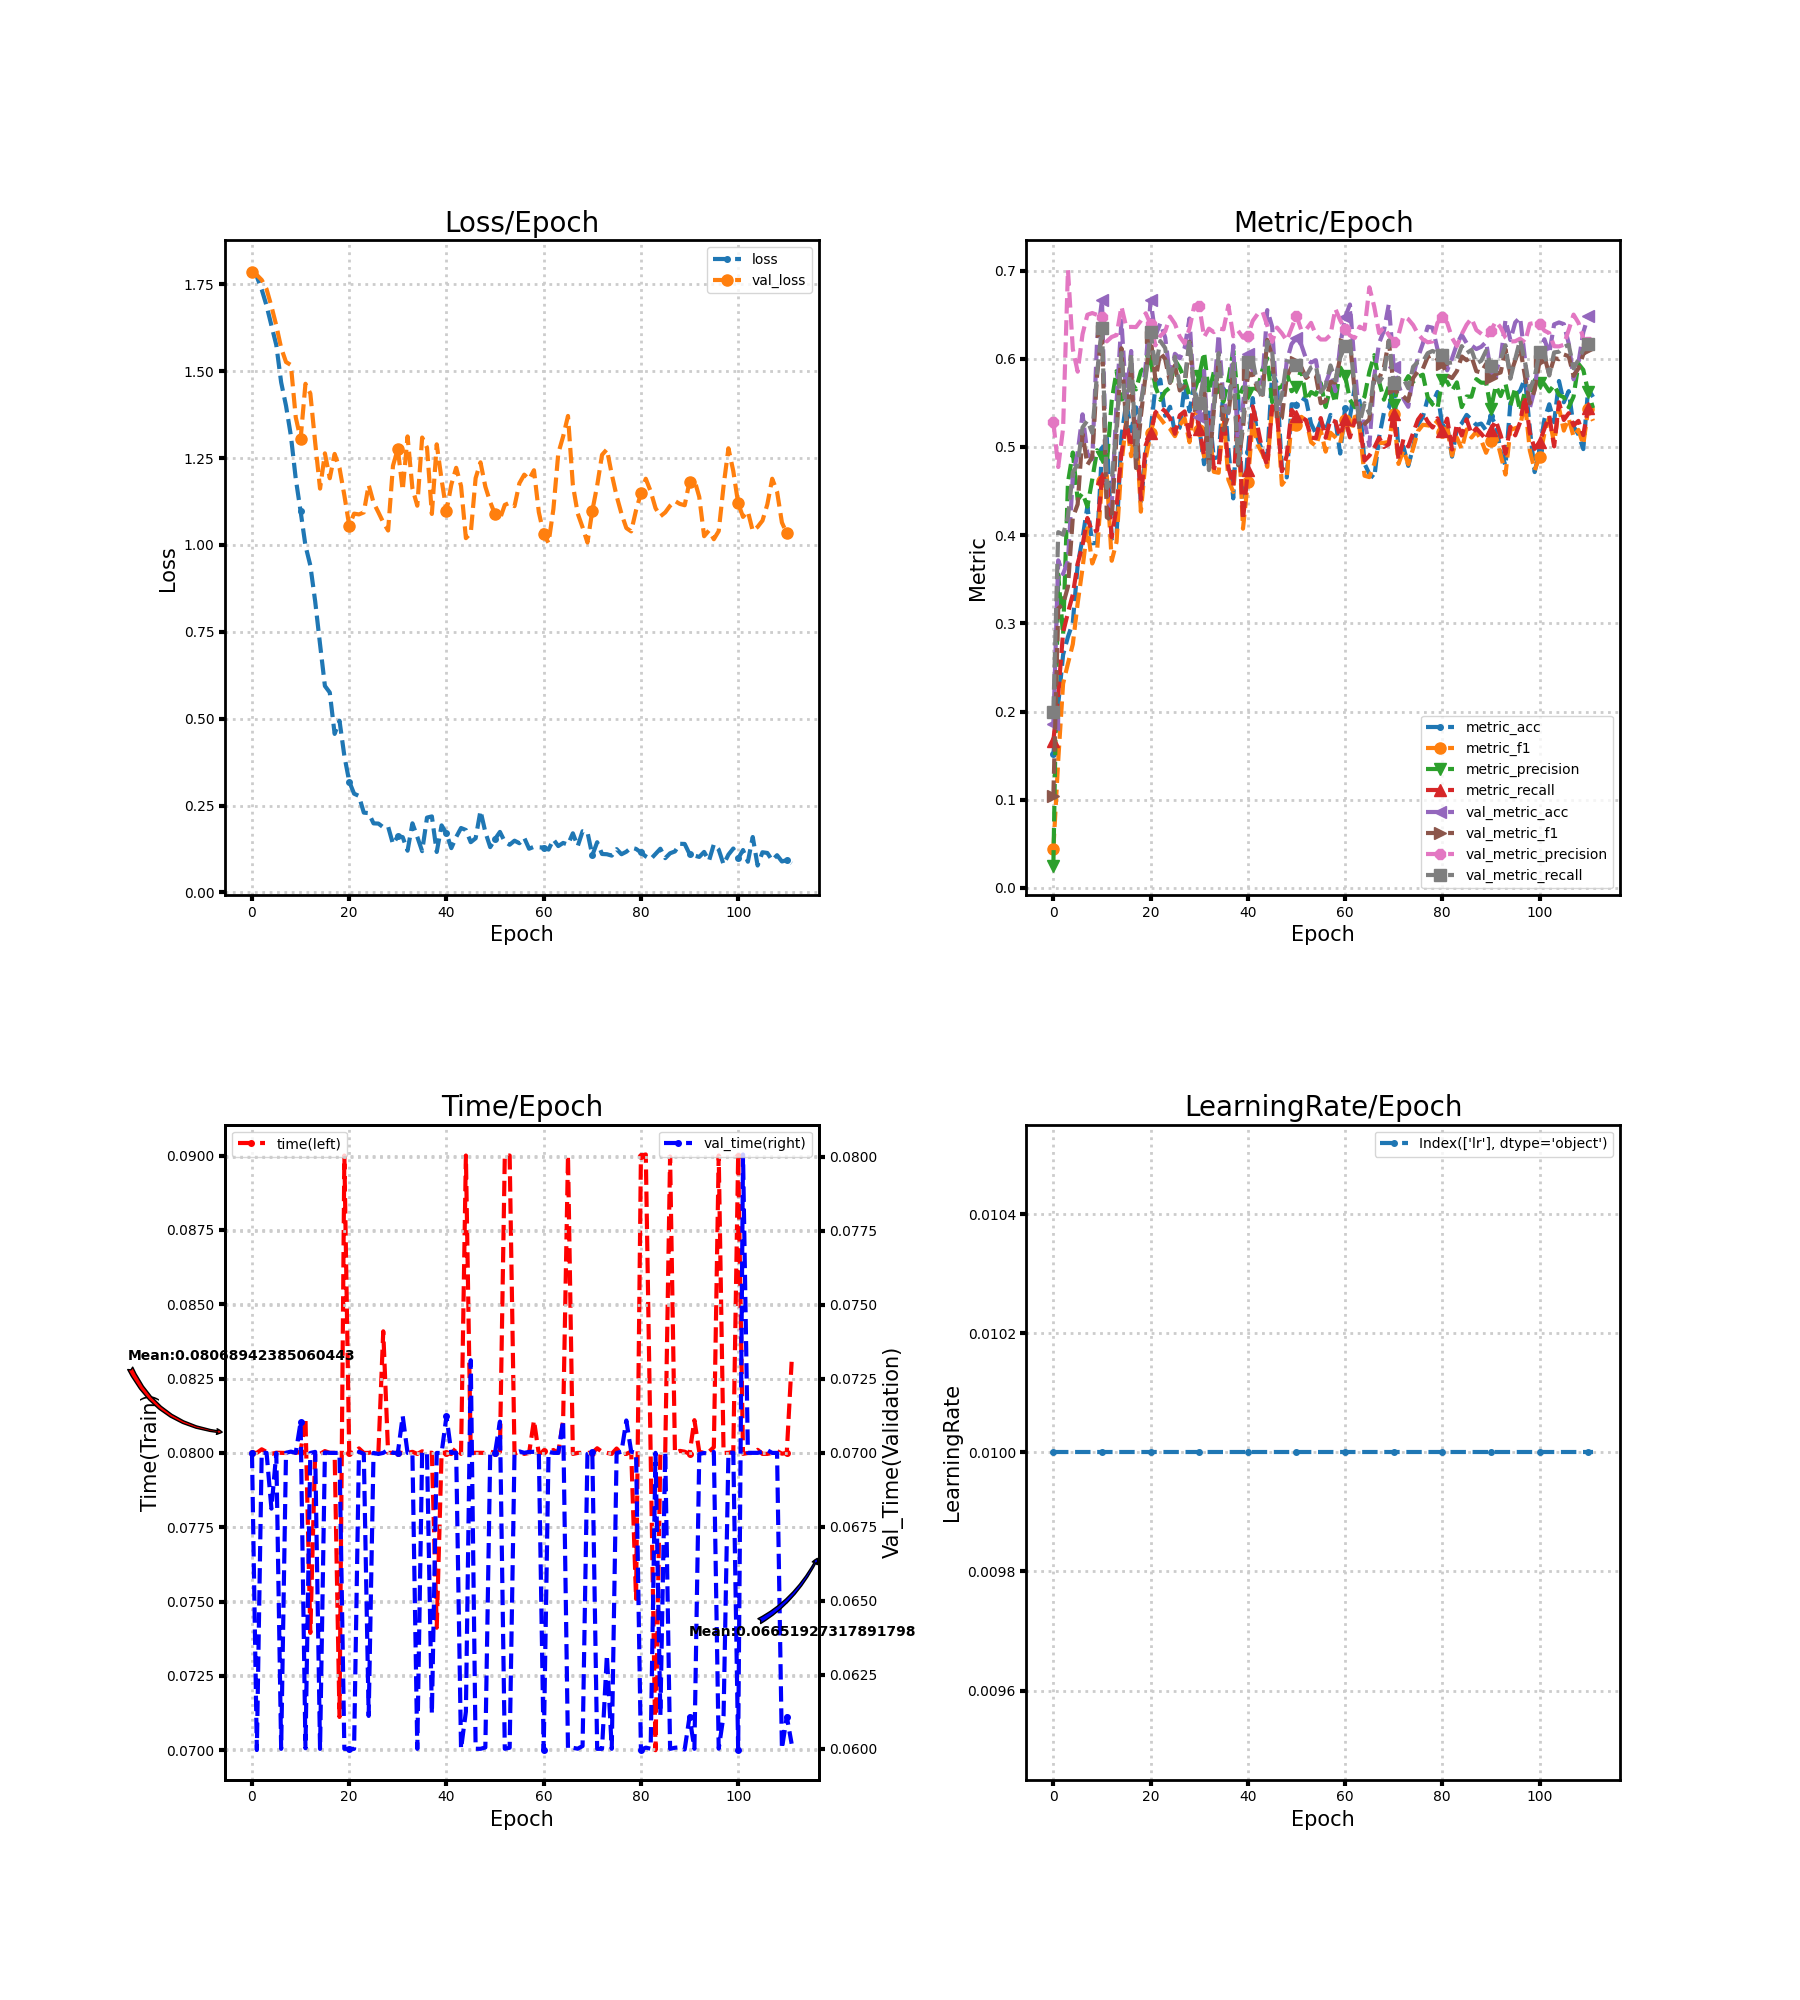 Loss/Epoch
1.75
1.50
1.25
1.00
0.75
0.50
0.25
0.00
Loss
loss
val_loss
0 20 40 60 80 100
Epoch
Metric/Epoch
0.7
0.6
0.5
0.4
0.3
0.2
0.1
0.0
Metric
metric_acc
metric_f1
metric_precision
metric_recall
val_metric_acc
val_metric_f1
val_metric_precision
val_metric_recall
0 20 40 60 80 100
Epoch
Time/Epoch
time(left)
val_time(right)
0.0900
0.0875
0.0850
0.0825
0.0800
0.0775
0.0750
0.0725
0.0700
Time(Train)
Mean:0.08068942385060443
0.0800
0.0775
0.0750
0.0725
0.0700
0.0675
0.0650
0.0625
0.0600
Val_Time(Validation)
Mean:0.06651927317891798
0 20 40 60 80 100
Epoch
LearningRate/Epoch
Index(['lr'], dtype='object')
0.0104
0.0102
0.0100
0.0098
0.0096
LearningRate
0 20 40 60 80 100
Epoch